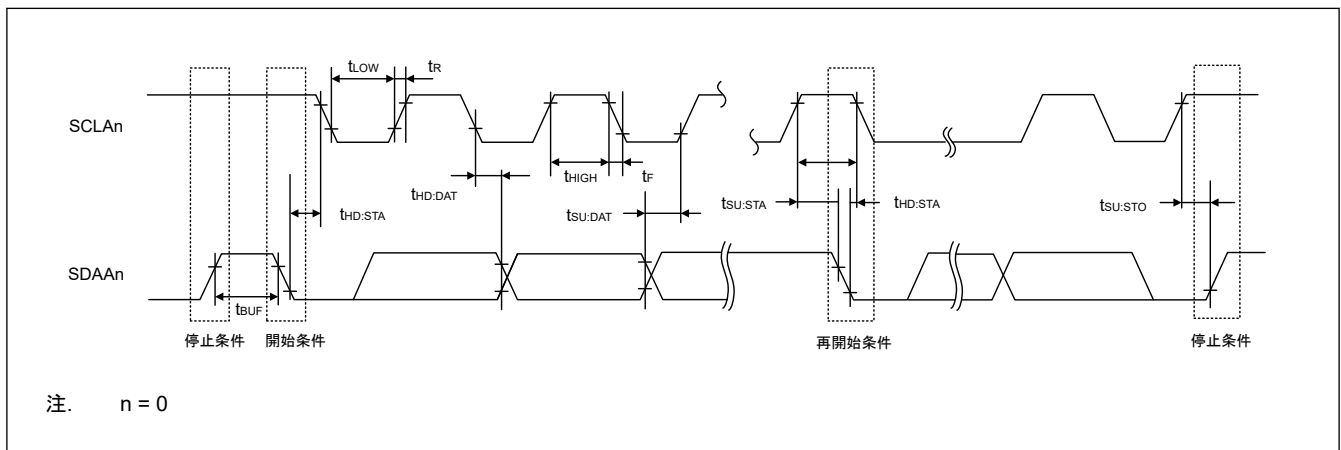 tLOW
tR
SCLAn
tHD:DAT
tHIGH
tF
tHD:STA
tSU:DAT
tSU:STA
tHD:STA
tSU:STO
SDAAn
tBUF
停止条件
開始条件
再開始条件
停止条件
注. n = 0